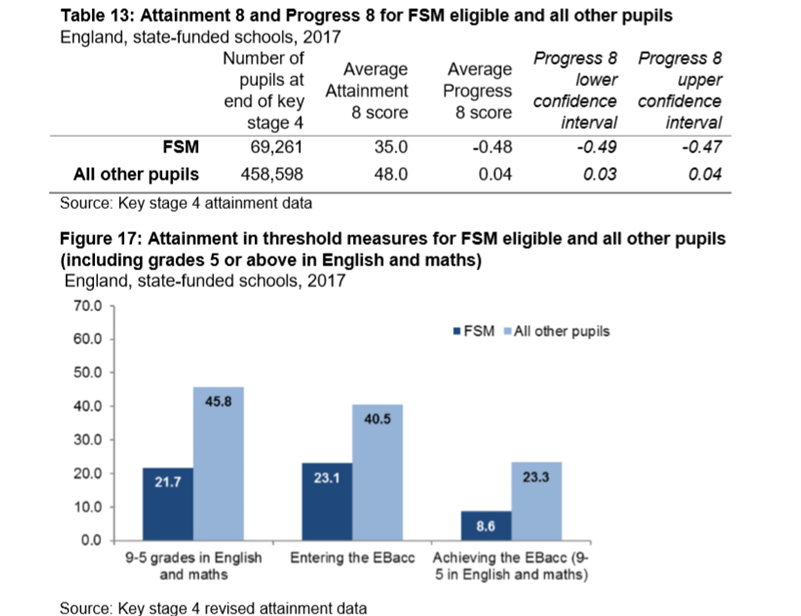 Table 13: Attainment 8 and Progress 8 for FSM eligible and all other pupils
England, state-funded schools, 2017
Number of pupils at end of key stage 4 Average Attainment 8 score Average Progress 8 score Progress 8 lower confidence interval Progress 8 upper confidence interval
FSM 69,261 35.0 -0.48 -0.49 -0.47
All other pupils 458,598 48.0 0.04 0.03 0.04
Source: Key stage 4 attainment data
Figure 17: Attainment in threshold measures for FSM eligible and all other pupils
(including grades 5 or above in English and maths)
England, state-funded schools, 2017
70.0
60.0
50.0
40.0
30.0
20.0
10.0
0.0
FSM All other pupils
21.7
45.8
23.1
40.5
8.6
23.3
9-5 grades in English
and maths
Entering the EBacc
Achieving the EBacc (9-
5 in English and maths)
Source: Key stage 4 revised attainment data